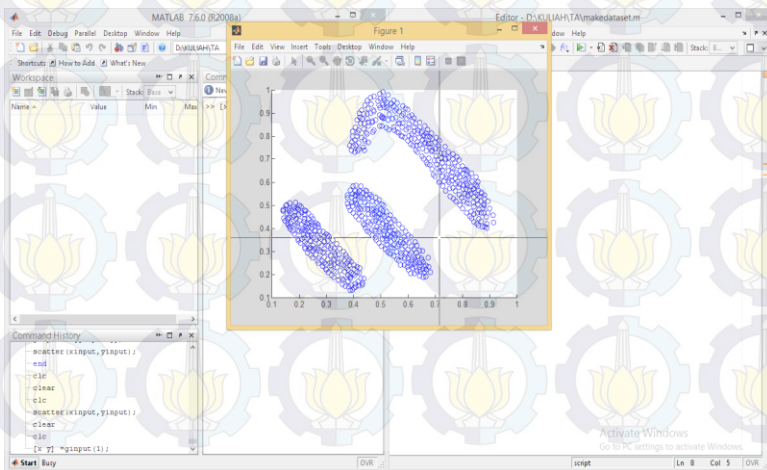 MATLAB 7.6.0 (R2008a)
File Edit Debug Parallel Desktop Window Help
D:\KULIAH\TA
Shortcuts How to Add What's New
Workspace
Stack: Base
Name Value Min Max
>>
Command History
scatter(xinput,yinput);
end
clc
clear
clc
scatter(xinput,yinput);
clear
clc
[x y] =ginput(1);
Start Busy
OVR
Figure 1
File Edit View Insert Tools Desktop Window Help
1
0.9
0.8
0.7
0.6
0.5
0.4
0.3
0.2
0.1
0.1 0.2 0.3 0.4 0.5 0.6 0.7 0.8 0.9 1
Editor - D:\KULIAH\TA\makedataset.m
Help
Stack:
Activate Windows
Go to PC settings to activate Windows.
script
Ln 8 Col 5 OVR